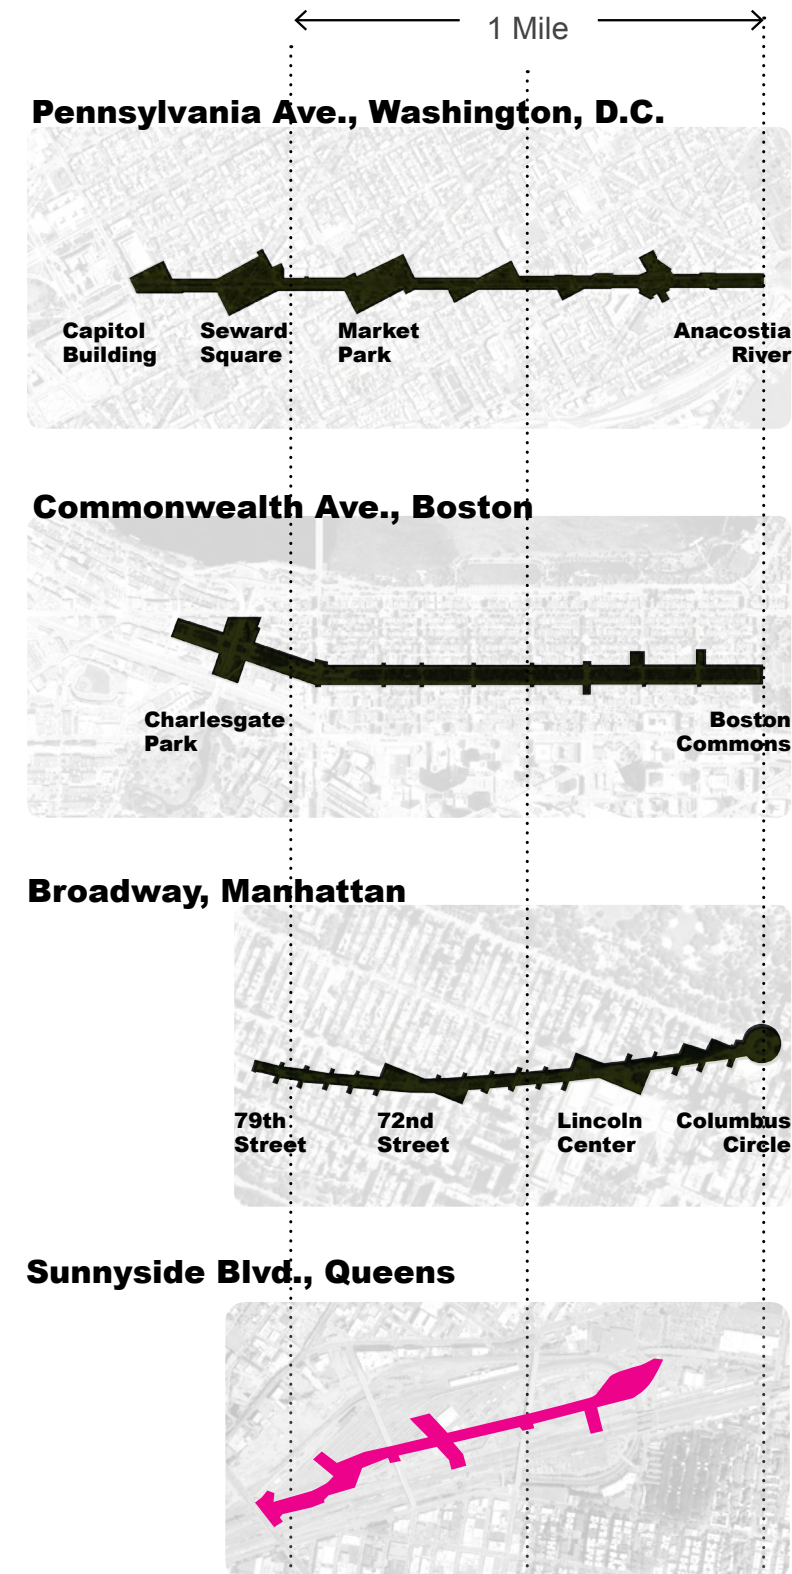 1 Mile
Pennsylvania Ave., Washington, D.C.
Capitol
Building
Seward
Square
Market
Park
Anacostia
River
Commonwealth Ave., Boston
Charlesgate
Park
Boston
Commons
Broadway, Manhattan
79th
Street
72nd
Street
Lincoln
Center
Columbus
Circle
Sunnyside Blvd., Queens